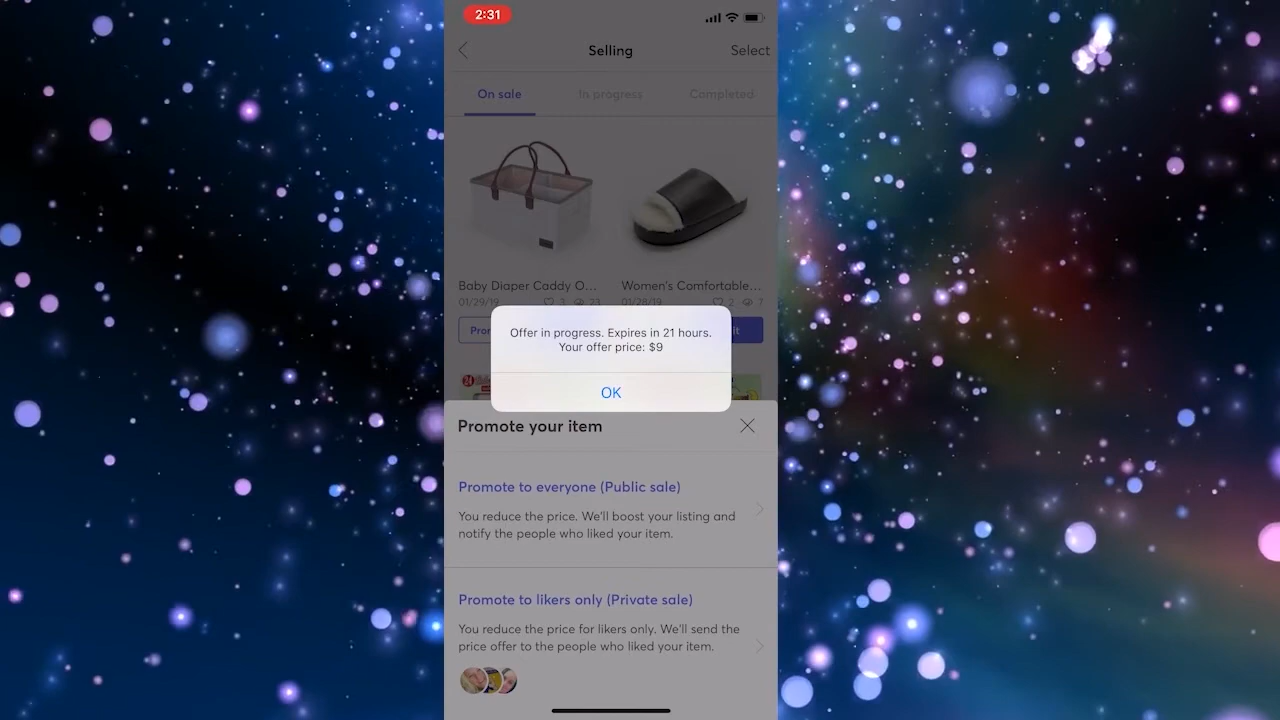 2:31
Selling
Select
On sale
In progress
Completed
Baby Diaper Caddy O...
Women's Comfortable...
01/29/19
3
23
01/28/19
2
7
Offer in progress. Expires in 21 hours.
Your offer price: $9
OK
Promote your item
Promote to everyone (Public sale)
You reduce the price. We'll boost your listing and
notify the people who liked your item.
Promote to likers only (Private sale)
You reduce the price for likers only. We'll send the
price offer to the people who liked your item.